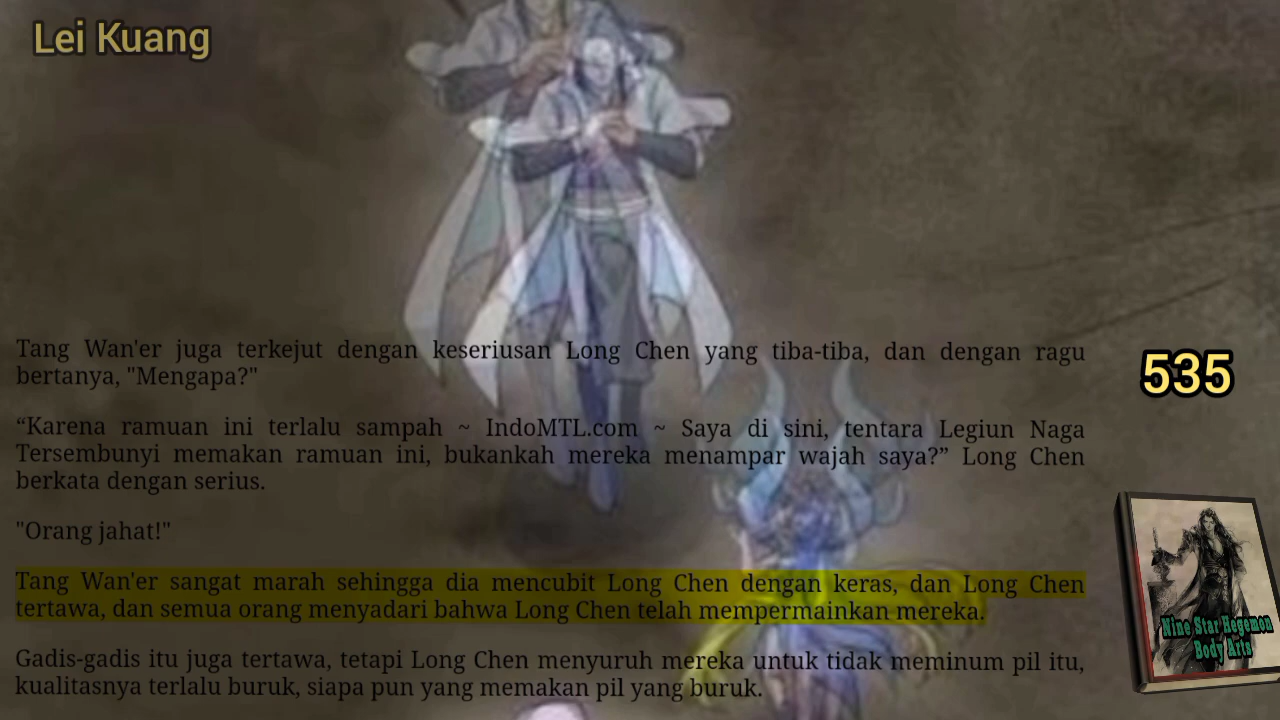 Lei Kuang
Tang Wan'er juga terkejut dengan keseriusan Long Chen yang tiba-tiba, dan dengan ragu
bertanya, "Mengapa?"
“Karena ramuan ini terlalu sampah ~ IndoMTL.com ~ Saya di sini, tentara Legiun Naga
Tersembunyi memakan ramuan ini, bukankah mereka menampar wajah saya?” Long Chen
berkata dengan serius.
"Orang jahat!"
Tang Wan'er sangat marah sehingga dia mencubit Long Chen dengan keras, dan Long Chen
tertawa, dan semua orang menyadari bahwa Long Chen telah mempermainkan mereka.
Gadis-gadis itu juga tertawa, tetapi Long Chen menyuruh mereka untuk tidak meminum pil itu,
kualitasnya terlalu buruk, siapa pun yang memakan pil yang buruk.
535
Nine Star Hegemon
Body Arts